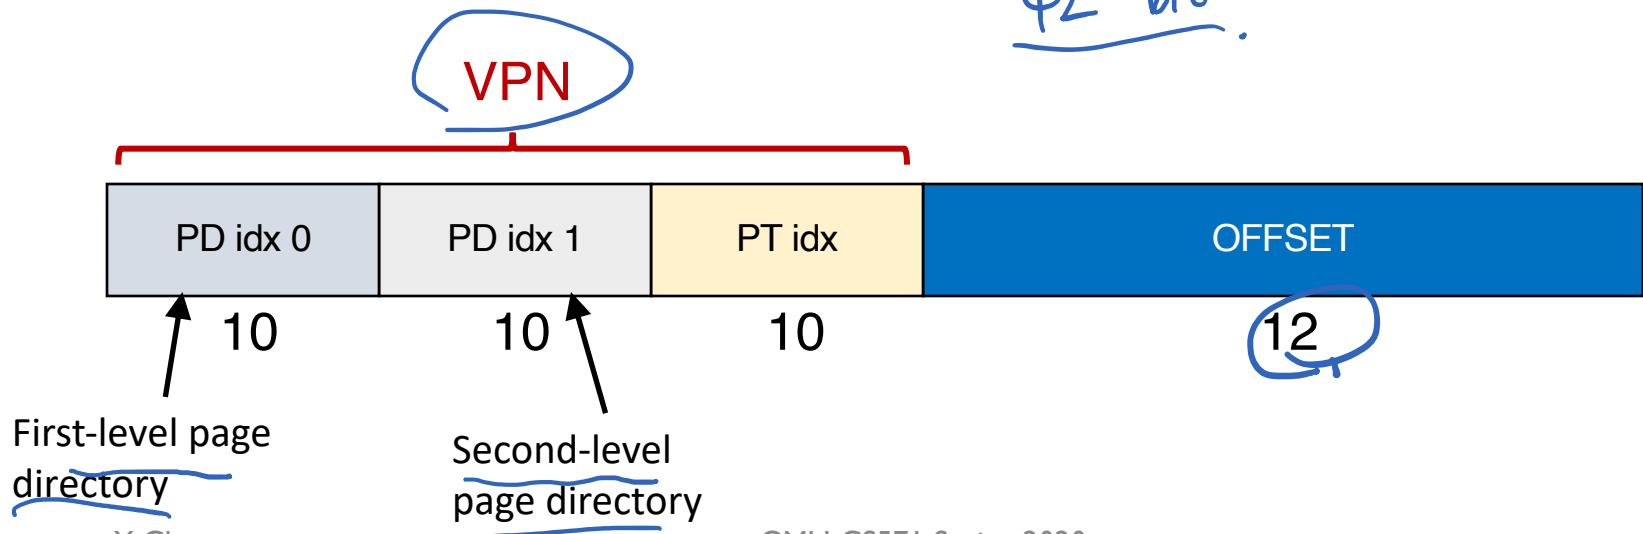 VPN
PD idx 0 PD idx 1 PT idx OFFSET
10 10 10 12
First-level page
directory
Second-level
page directory